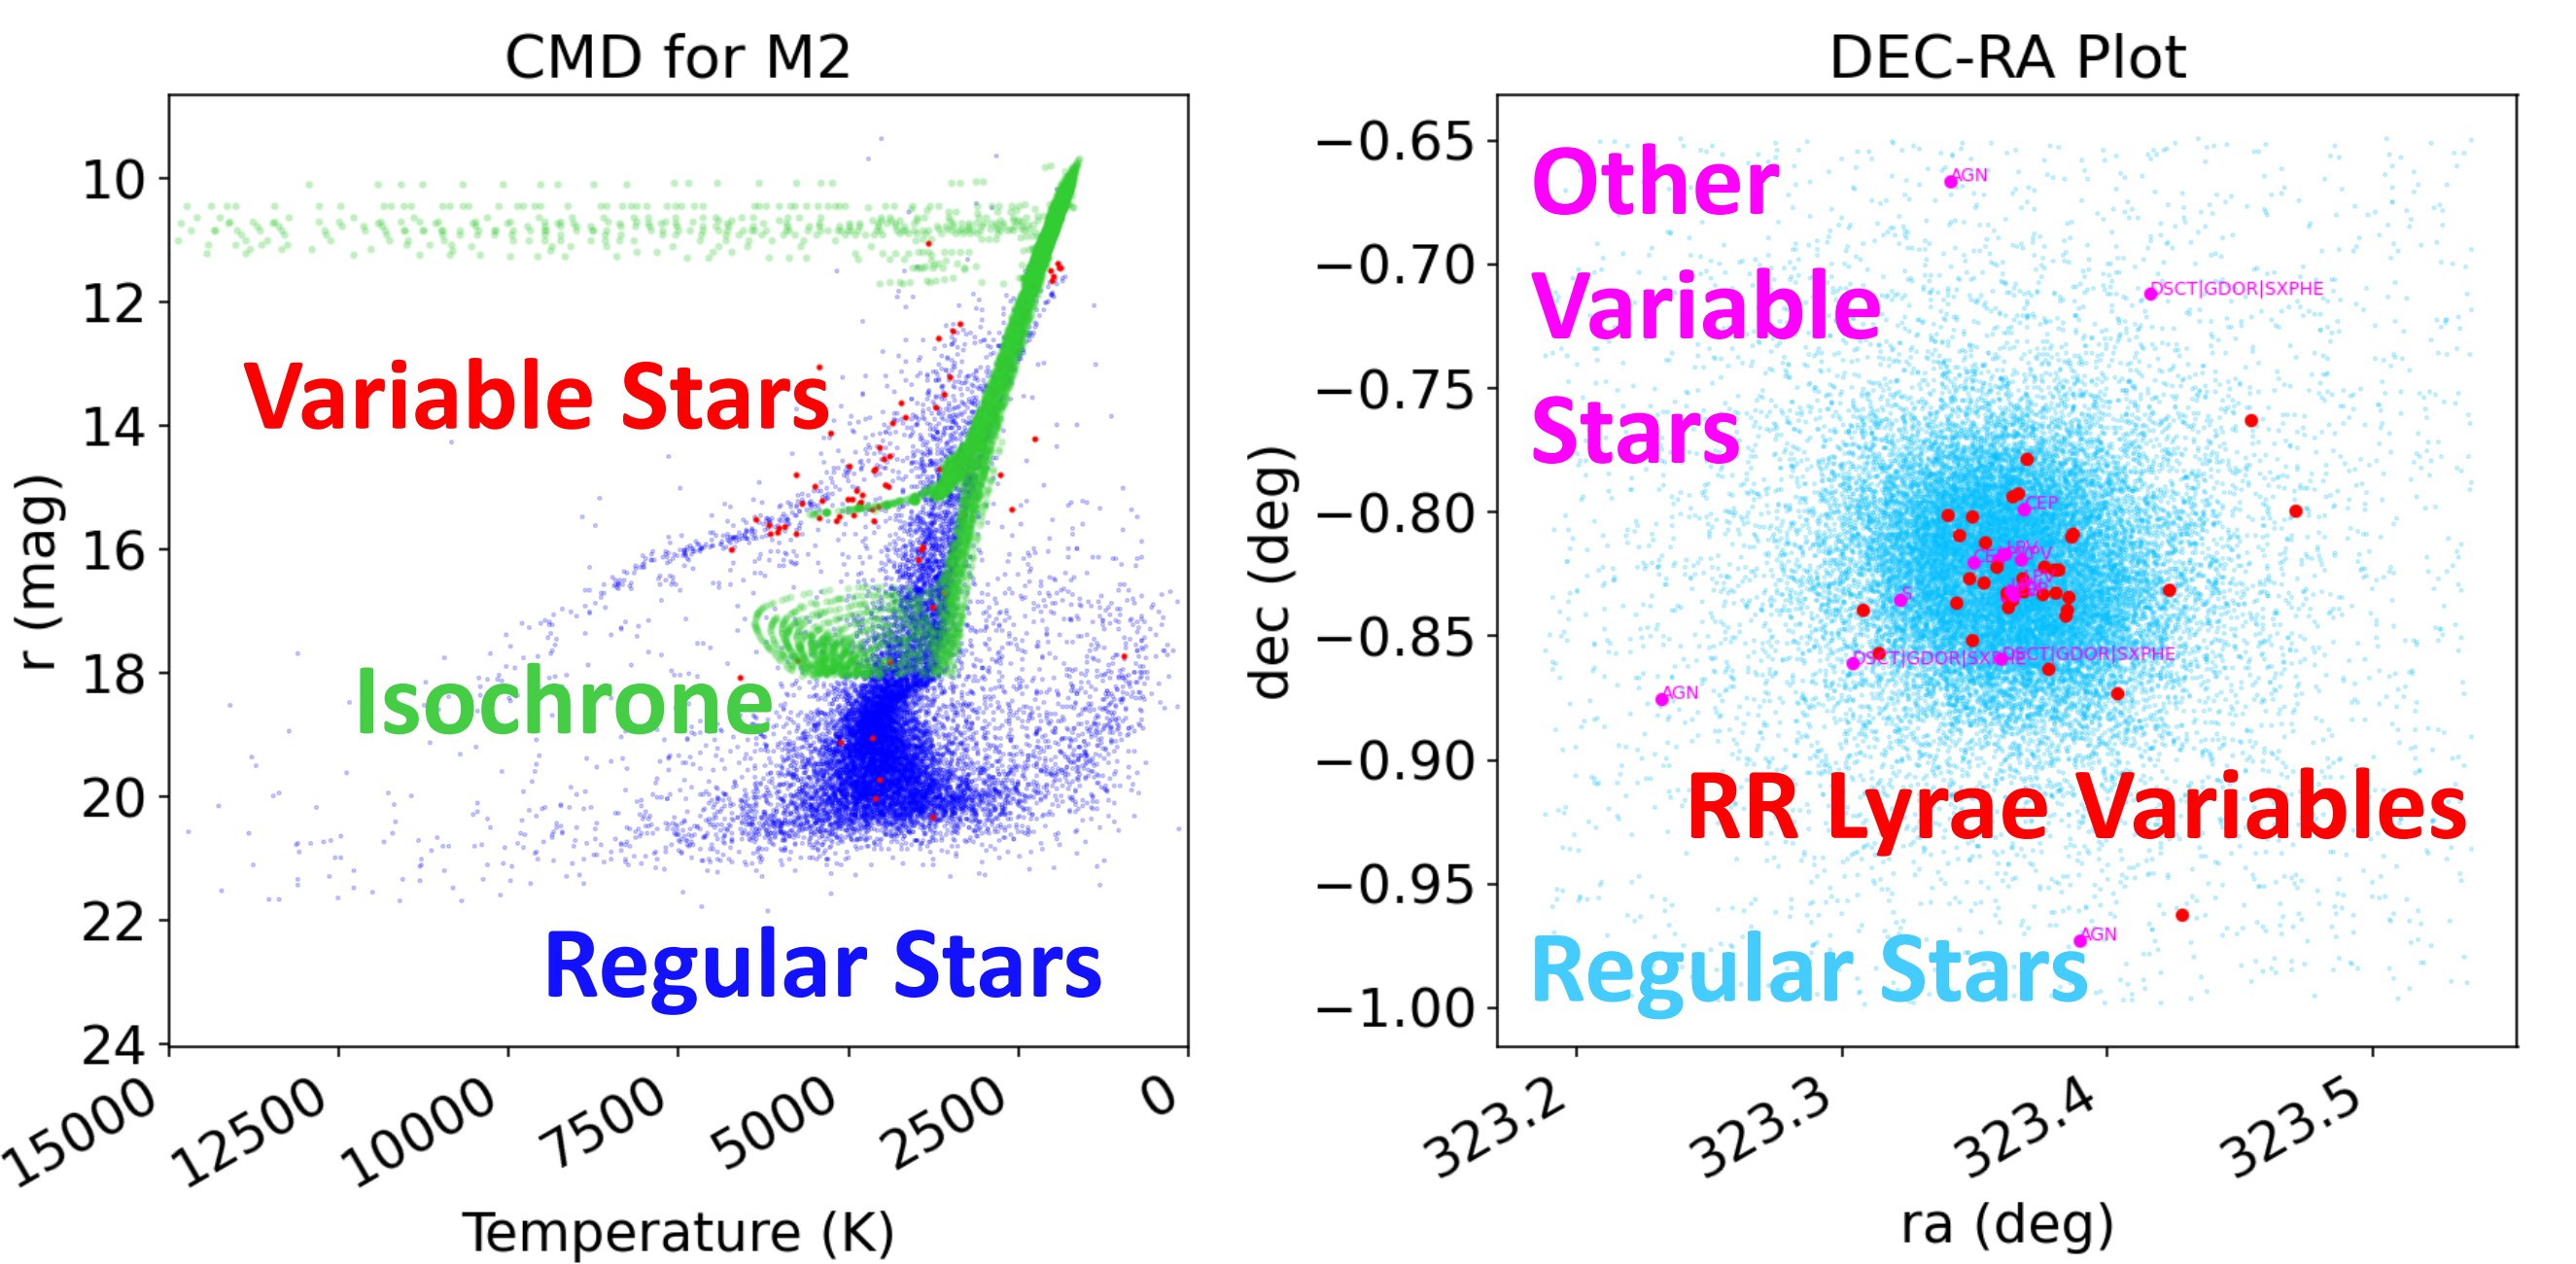 CMD for M2
10
12
14
16
18
20
22
24
r (mag)
15000
12500
10000
7500
5000
2500
0
Temperature (K)
Variable Stars
Isochrone
Regular Stars
DEC-RA Plot
−0.65
−0.70
−0.75
−0.80
−0.85
−0.90
−0.95
−1.00
dec (deg)
323.2
323.3
323.4
323.5
ra (deg)
Other
Variable
Stars
AGN
DSCT|GDOR|SXPHE
CEP
S
DSCT|GDOR|SXPHE
DSCT|GDOR|SXPHE
AGN
RR Lyrae Variables
AGN
Regular Stars